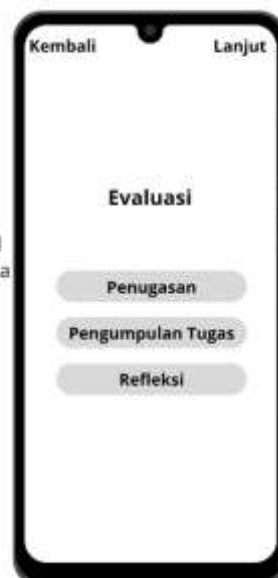 Kembali Lanjut
Evaluasi
a
Penugasan
Pengumpulan Tugas
Refleksi